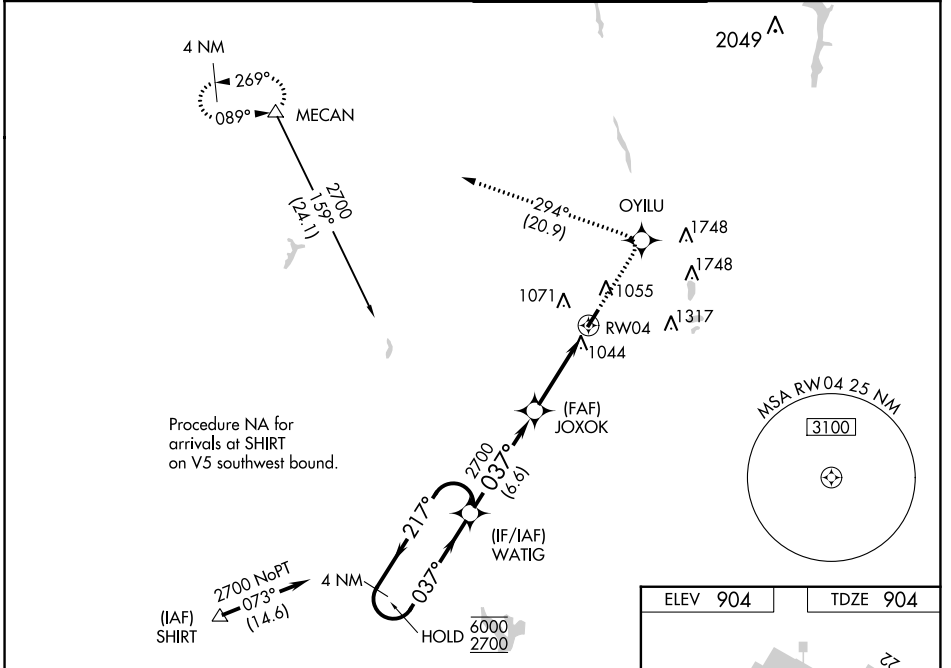 2049
4 NM
269°
089°
MECAN
2700
159°
(24.1)
294°
(20.9)
OYILU
1748
1748
1071
1055
RW04
1317
1044
(FAF)
JOXOK
MSA RW04 25 NM
3100
Procedure NA for
arrivals at SHIRT
on V5 southwest bound.
2700
037°
(6.6)
217°
037°
(IF/IAF)
WATIG
4 NM
2700 NoPT
073°
(14.6)
(IAF)
SHIRT
HOLD
6000
2700
ELEV 904
TDZE 904
22